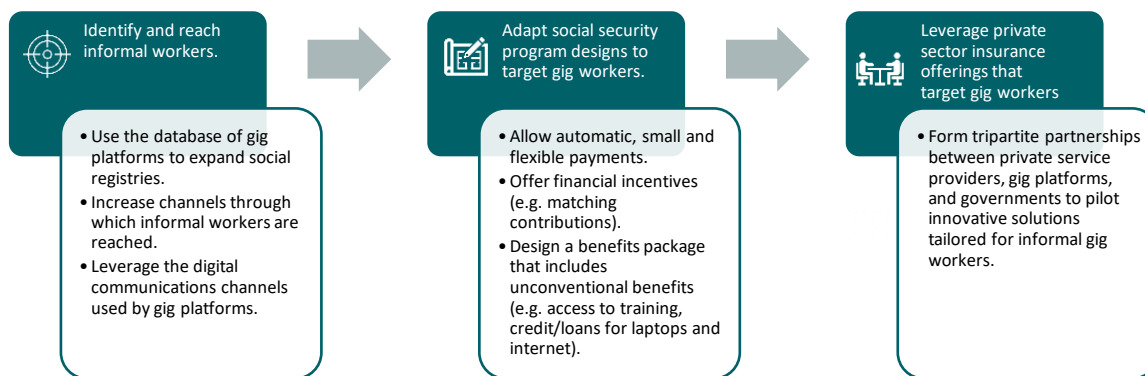 Identify and reach
informal workers.
• Use the database of gig
platforms to expand social
registries.
• Increase channels through
which informal workers are
reached.
• Leverage the digital
communications channels
used by gig platforms.
Adapt social security
program designs to
target gig workers.
• Allow automatic, small and
flexible payments.
• Offer financial incentives
(e.g. matching
contributions).
• Design a benefits package
that includes
unconventional benefits
(e.g. access to training,
credit/loans for laptops and
internet).
Leverage private
sector insurance
offerings that
target gig workers
• Form tripartite partnerships
between private service
providers, gig platforms,
and governments to pilot
innovative solutions
tailored for informal gig
workers.